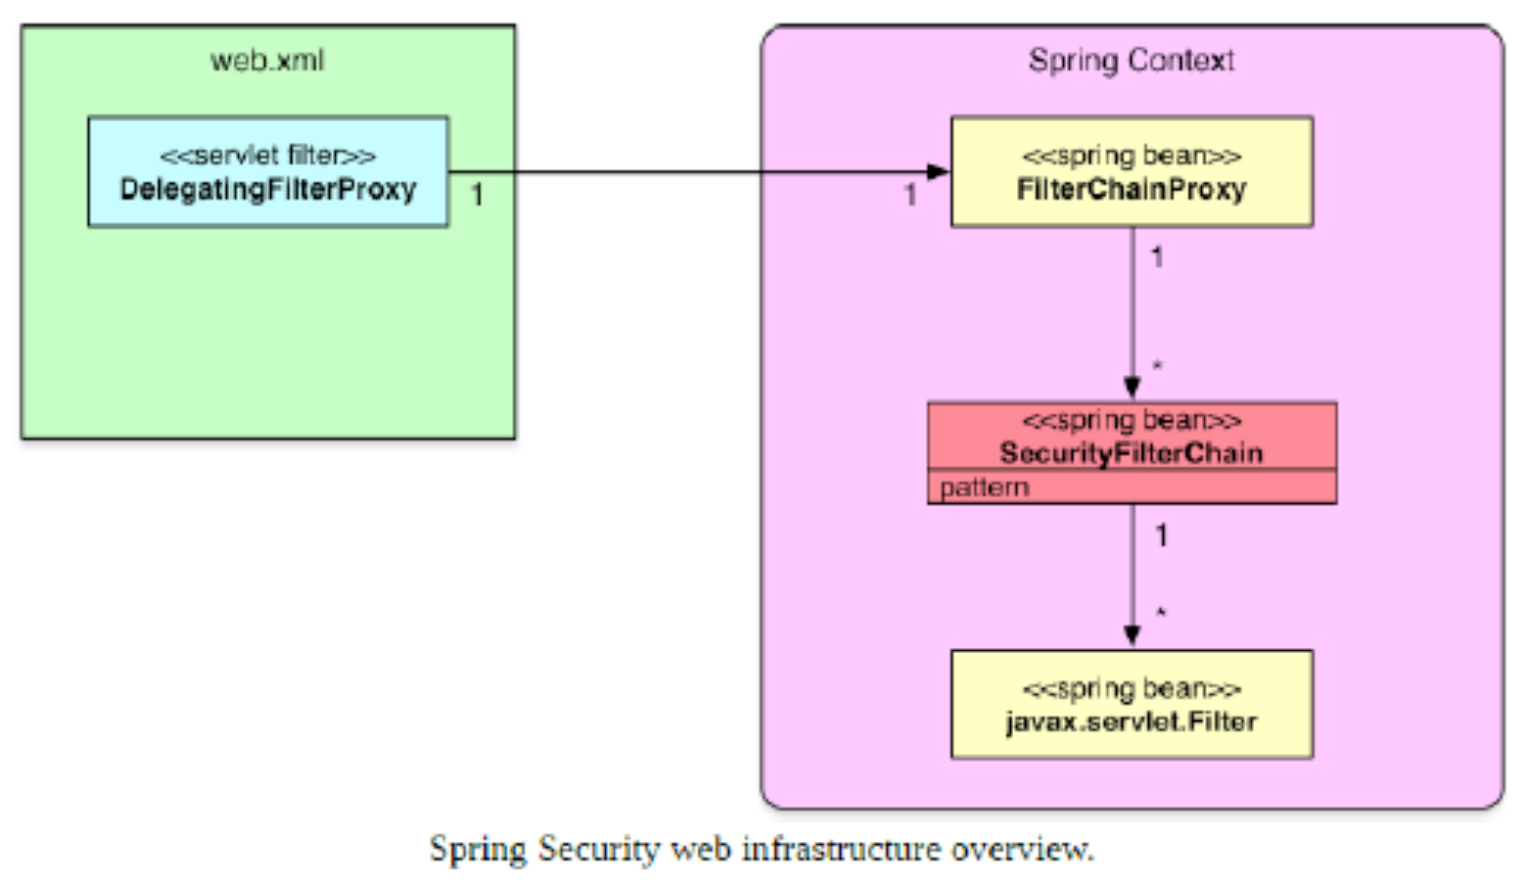 web.xml
<<servlet filter>>
DelegatingFilterProxy
1
1
Spring Context
<<spring bean>>
FilterChainProxy
1
*
<<spring bean>>
SecurityFilterChain
pattern
1
*
<<spring bean>>
javax.servlet.Filter
Spring Security web infrastructure overview.